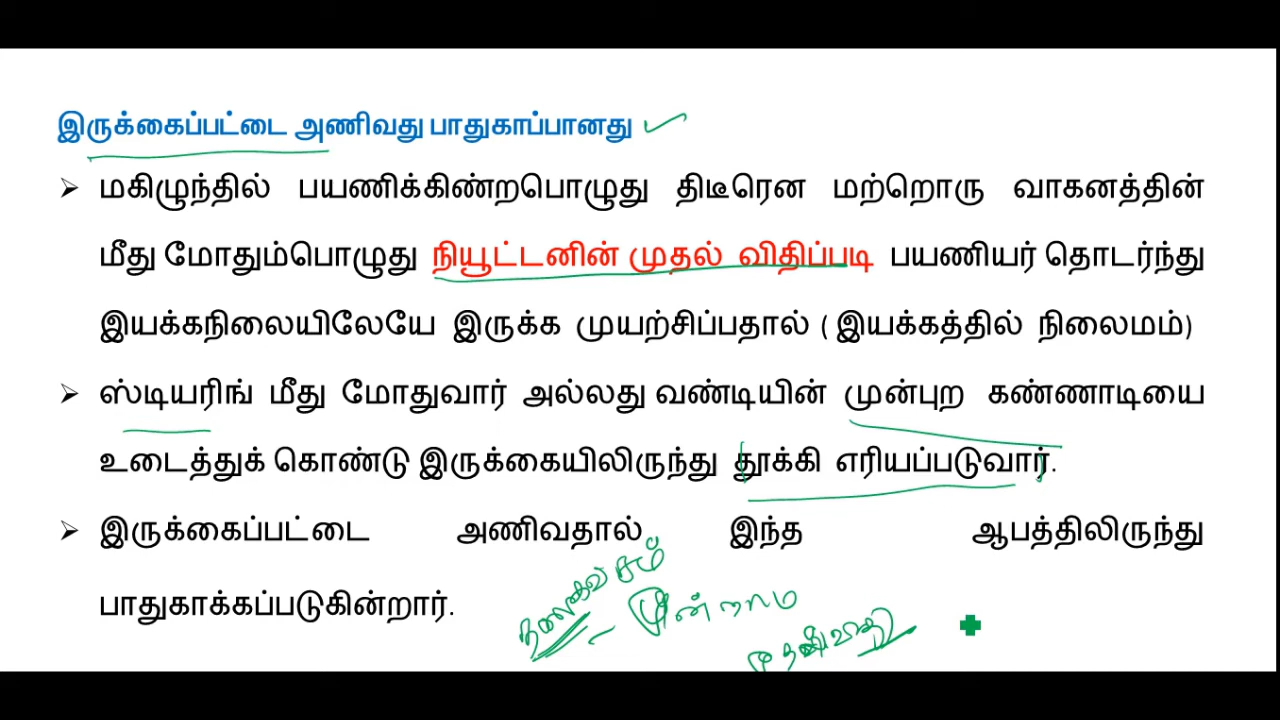 இருக்கைப்பட்டை அணிவது பாதுகாப்பானது
மகிழுந்தில் பயணிக்கிண்றபொழுது திடீரென மற்றொரு வாகனத்தின்
மீது மோதும்பொழுது நியூட்டனின் முதல் விதிப்படி பயணியர் தொடர்ந்து
இயக்கநிலையிலேயே இருக்க முயற்சிப்பதால் (இயக்கத்தில் நிலைமம்)
ஸ்டியரிங் மீது மோதுவார் அல்லது வண்டியின் முன்புற கண்ணாடியை
உடைத்துக் கொண்டு இருக்கையிலிருந்து தூக்கி எரியப்படுவார்.
இருக்கைப்பட்டை அணிவதால் இந்த ஆபத்திலிருந்து
பாதுகாக்கப்படுகின்றார்.
தலைகவசம்